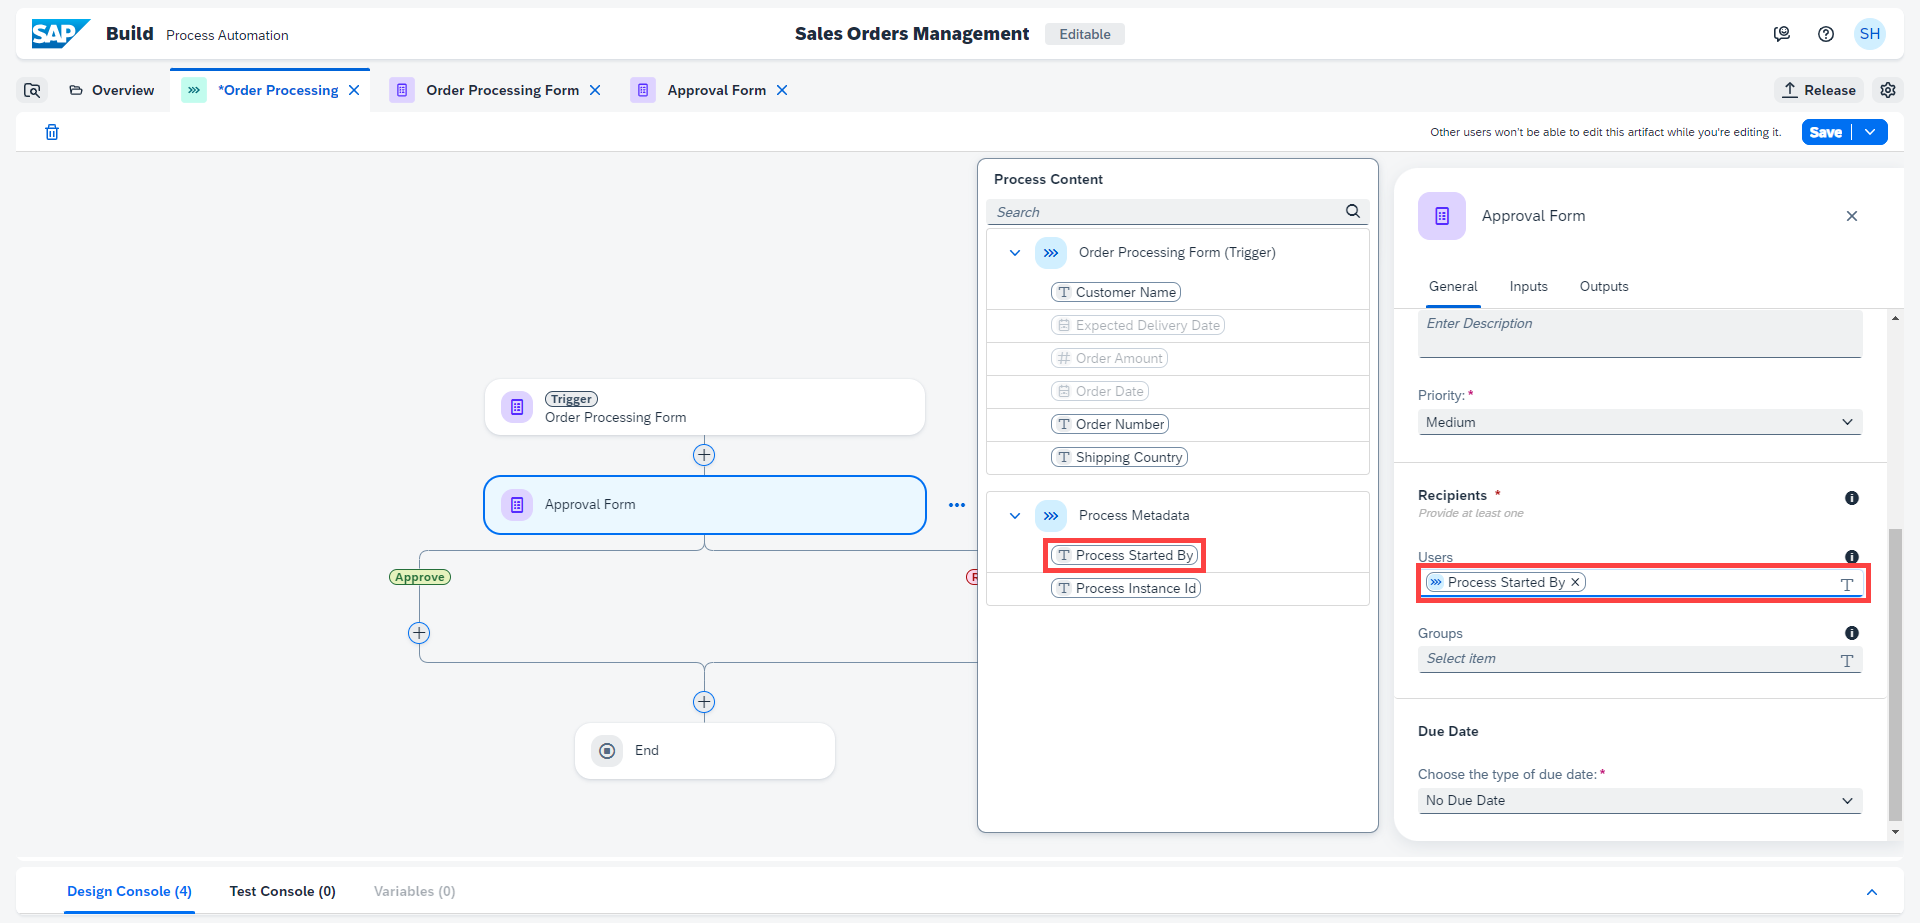 SAP Build Process Automation
Sales Orders Management Editable
SH
Overview
*Order Processing
Order Processing Form
Approval Form
Release
Other users won't be able to edit this artifact while you're editing it.
Save
Trigger
Order Processing Form
Approval Form
Approve
R
End
Process Content
Search
Order Processing Form (Trigger)
Customer Name
Expected Delivery Date
Order Amount
Order Date
Order Number
Shipping Country
Process Metadata
Process Started By
Process Instance Id
Approval Form
General Inputs Outputs
Enter Description
Priority: *
Medium
Recipients *
Provide at least one
Users
Process Started By
Groups
Select item
Due Date
Choose the type of due date: *
No Due Date
Design Console (4) Test Console (0) Variables (0)